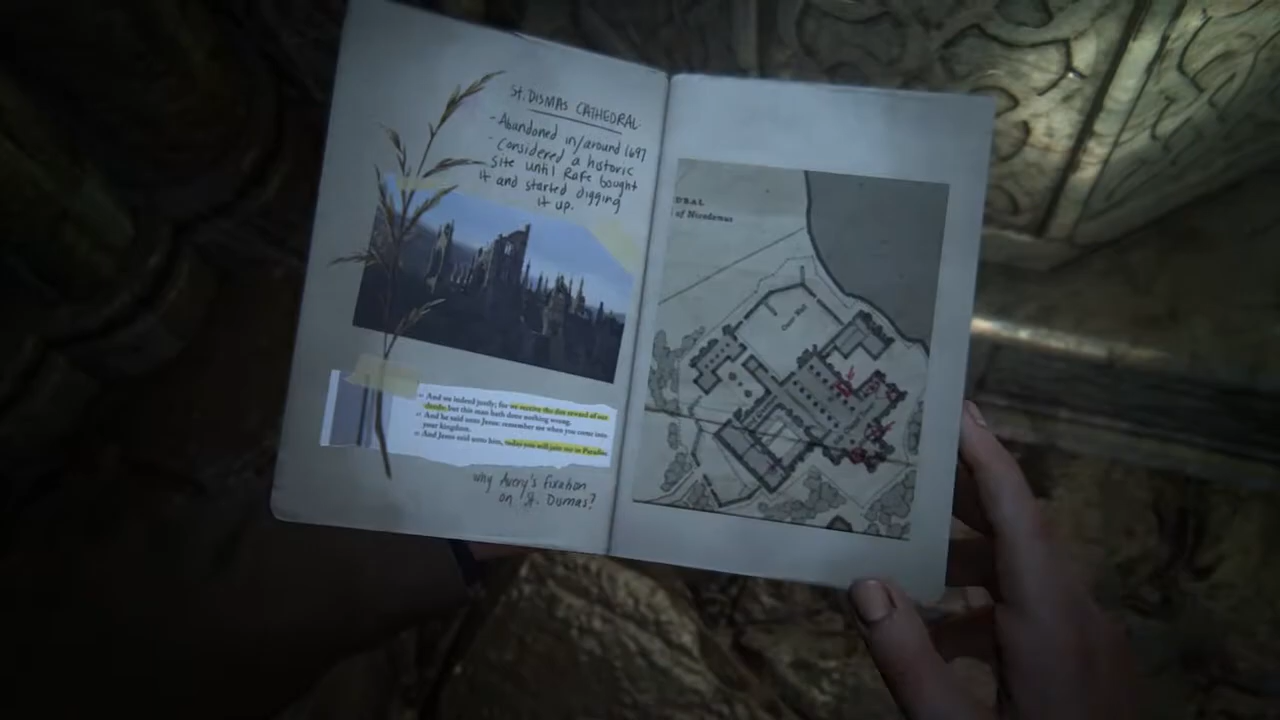 St. DISMAS CATHEDRAL
- Abandoned in/around 1697
- Considered a historic
site until Rafe bought
it and started digging
it up.
And we indeed justly; for we receive the due reward of our
deeds: but this man hath done nothing wrong.
And he said unto Jesus: remember me when you come into
your kingdom.
And Jesus said unto him, today you will join me in Paradise.
why Avery's fixation
on St. Dismas?
DRAL
of Nicodamus
Court